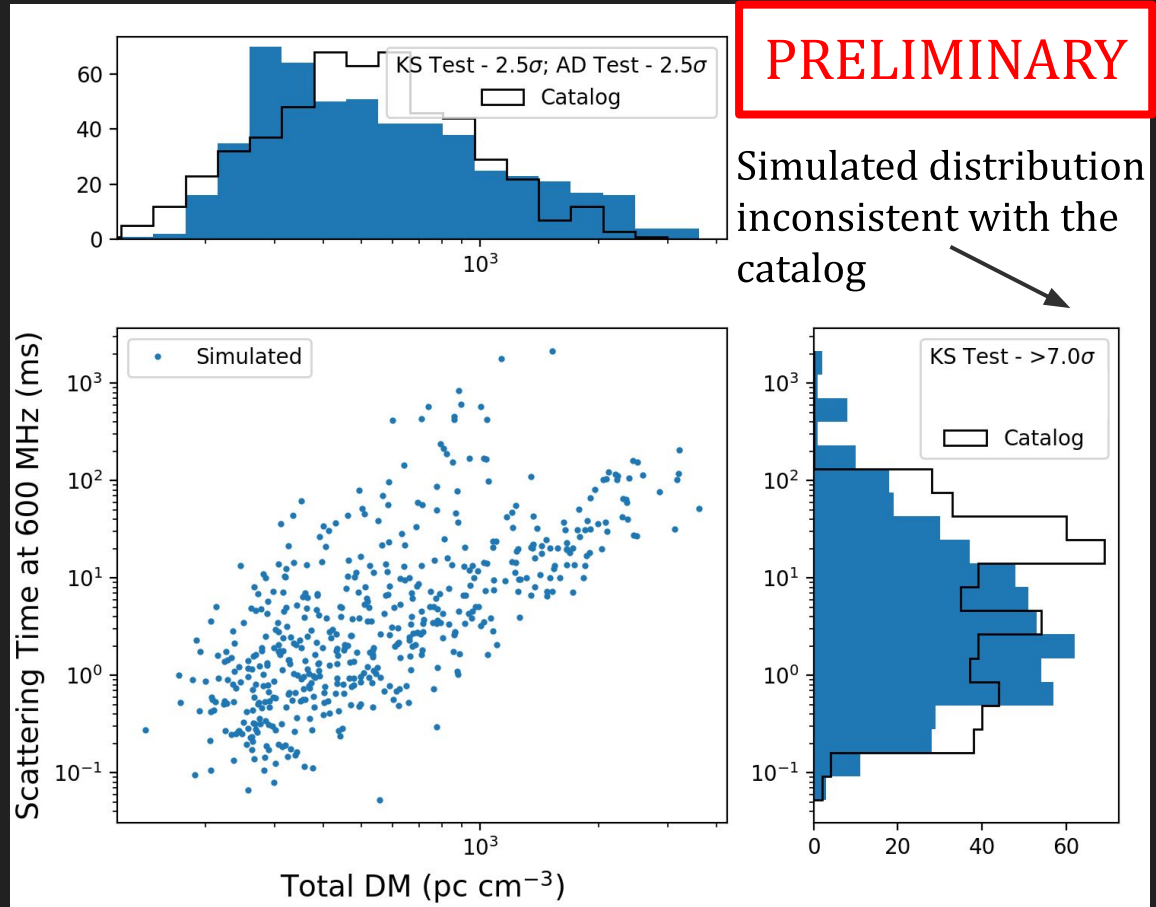 PRELIMINARY
KS Test - 2.5σ; AD Test - 2.5σ
Catalog
60
40
20
0
10³
Simulated distribution
inconsistent with the
catalog
Scattering Time at 600 MHz (ms)
Simulated
10³
10²
10¹
10⁰
10⁻¹
10³
Total DM (pc cm⁻³)
KS Test - >7.0σ
Catalog
10³
10²
10¹
10⁰
10⁻¹
0 20 40 60